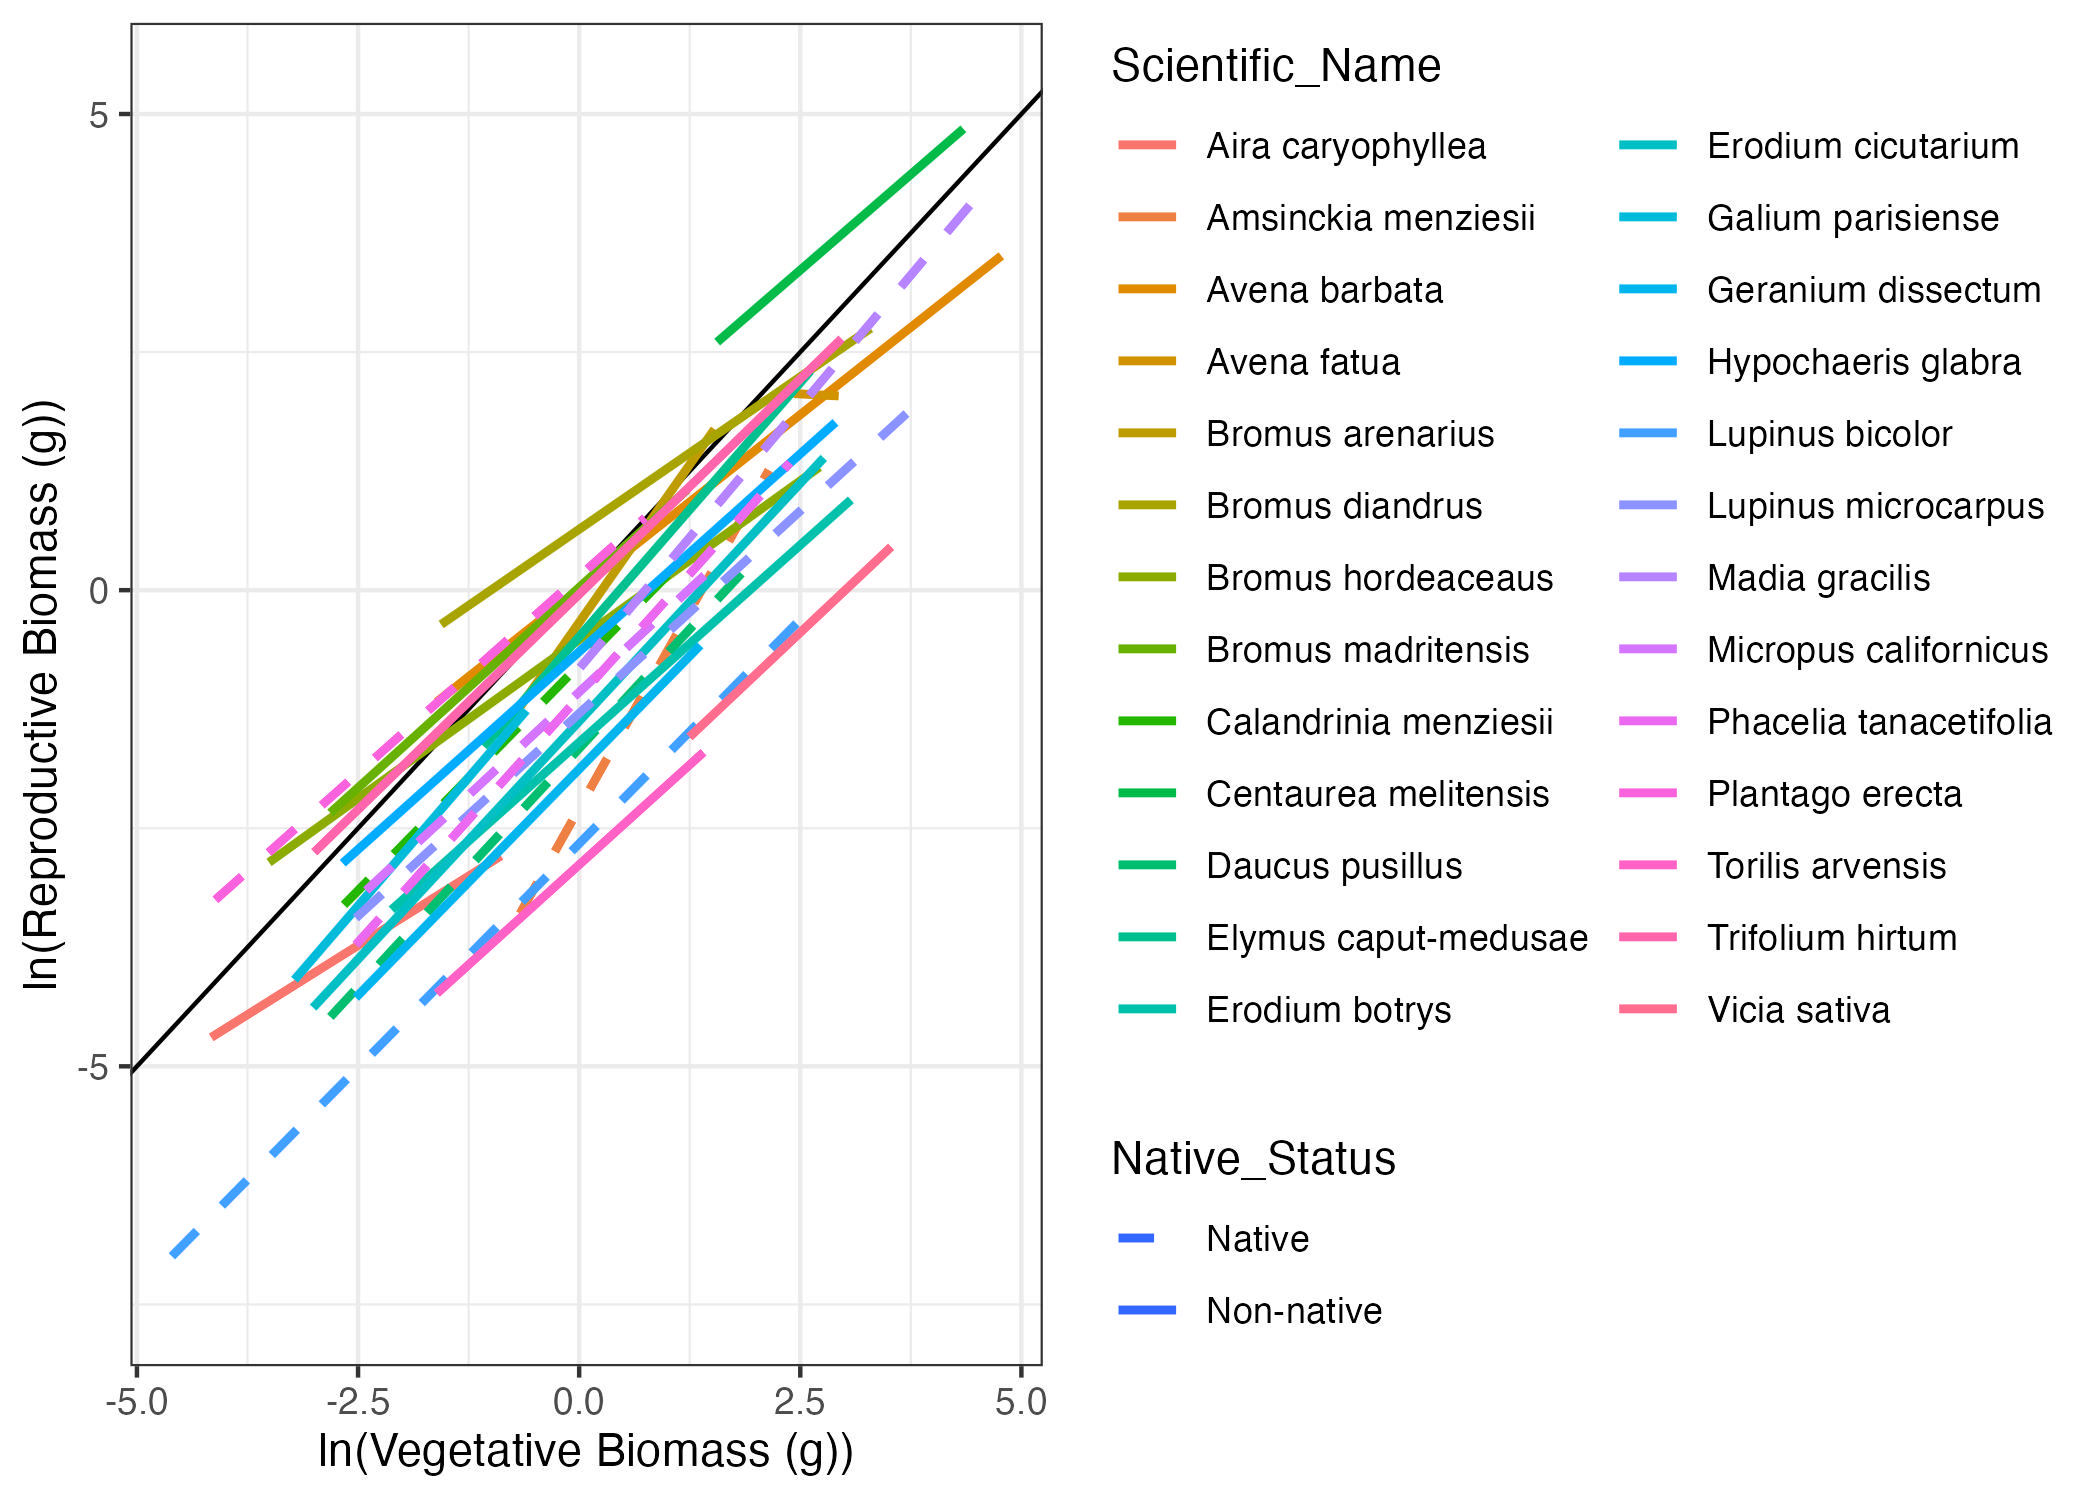 5
0
-5
-5.0
-2.5
0.0
2.5
5.0
ln(Vegetative Biomass (g))
ln(Reproductive Biomass (g))
Scientific_Name
Aira caryophyllea
Amsinckia menziesii
Avena barbata
Avena fatua
Bromus arenarius
Bromus diandrus
Bromus hordeaceaus
Bromus madritensis
Calandrinia menziesii
Centaurea melitensis
Daucus pusillus
Elymus caput-medusae
Erodium botrys
Erodium cicutarium
Galium parisiense
Geranium dissectum
Hypochaeris glabra
Lupinus bicolor
Lupinus microcarpus
Madia gracilis
Micropus californicus
Phacelia tanacetifolia
Plantago erecta
Torilis arvensis
Trifolium hirtum
Vicia sativa
Native_Status
Native
Non-native